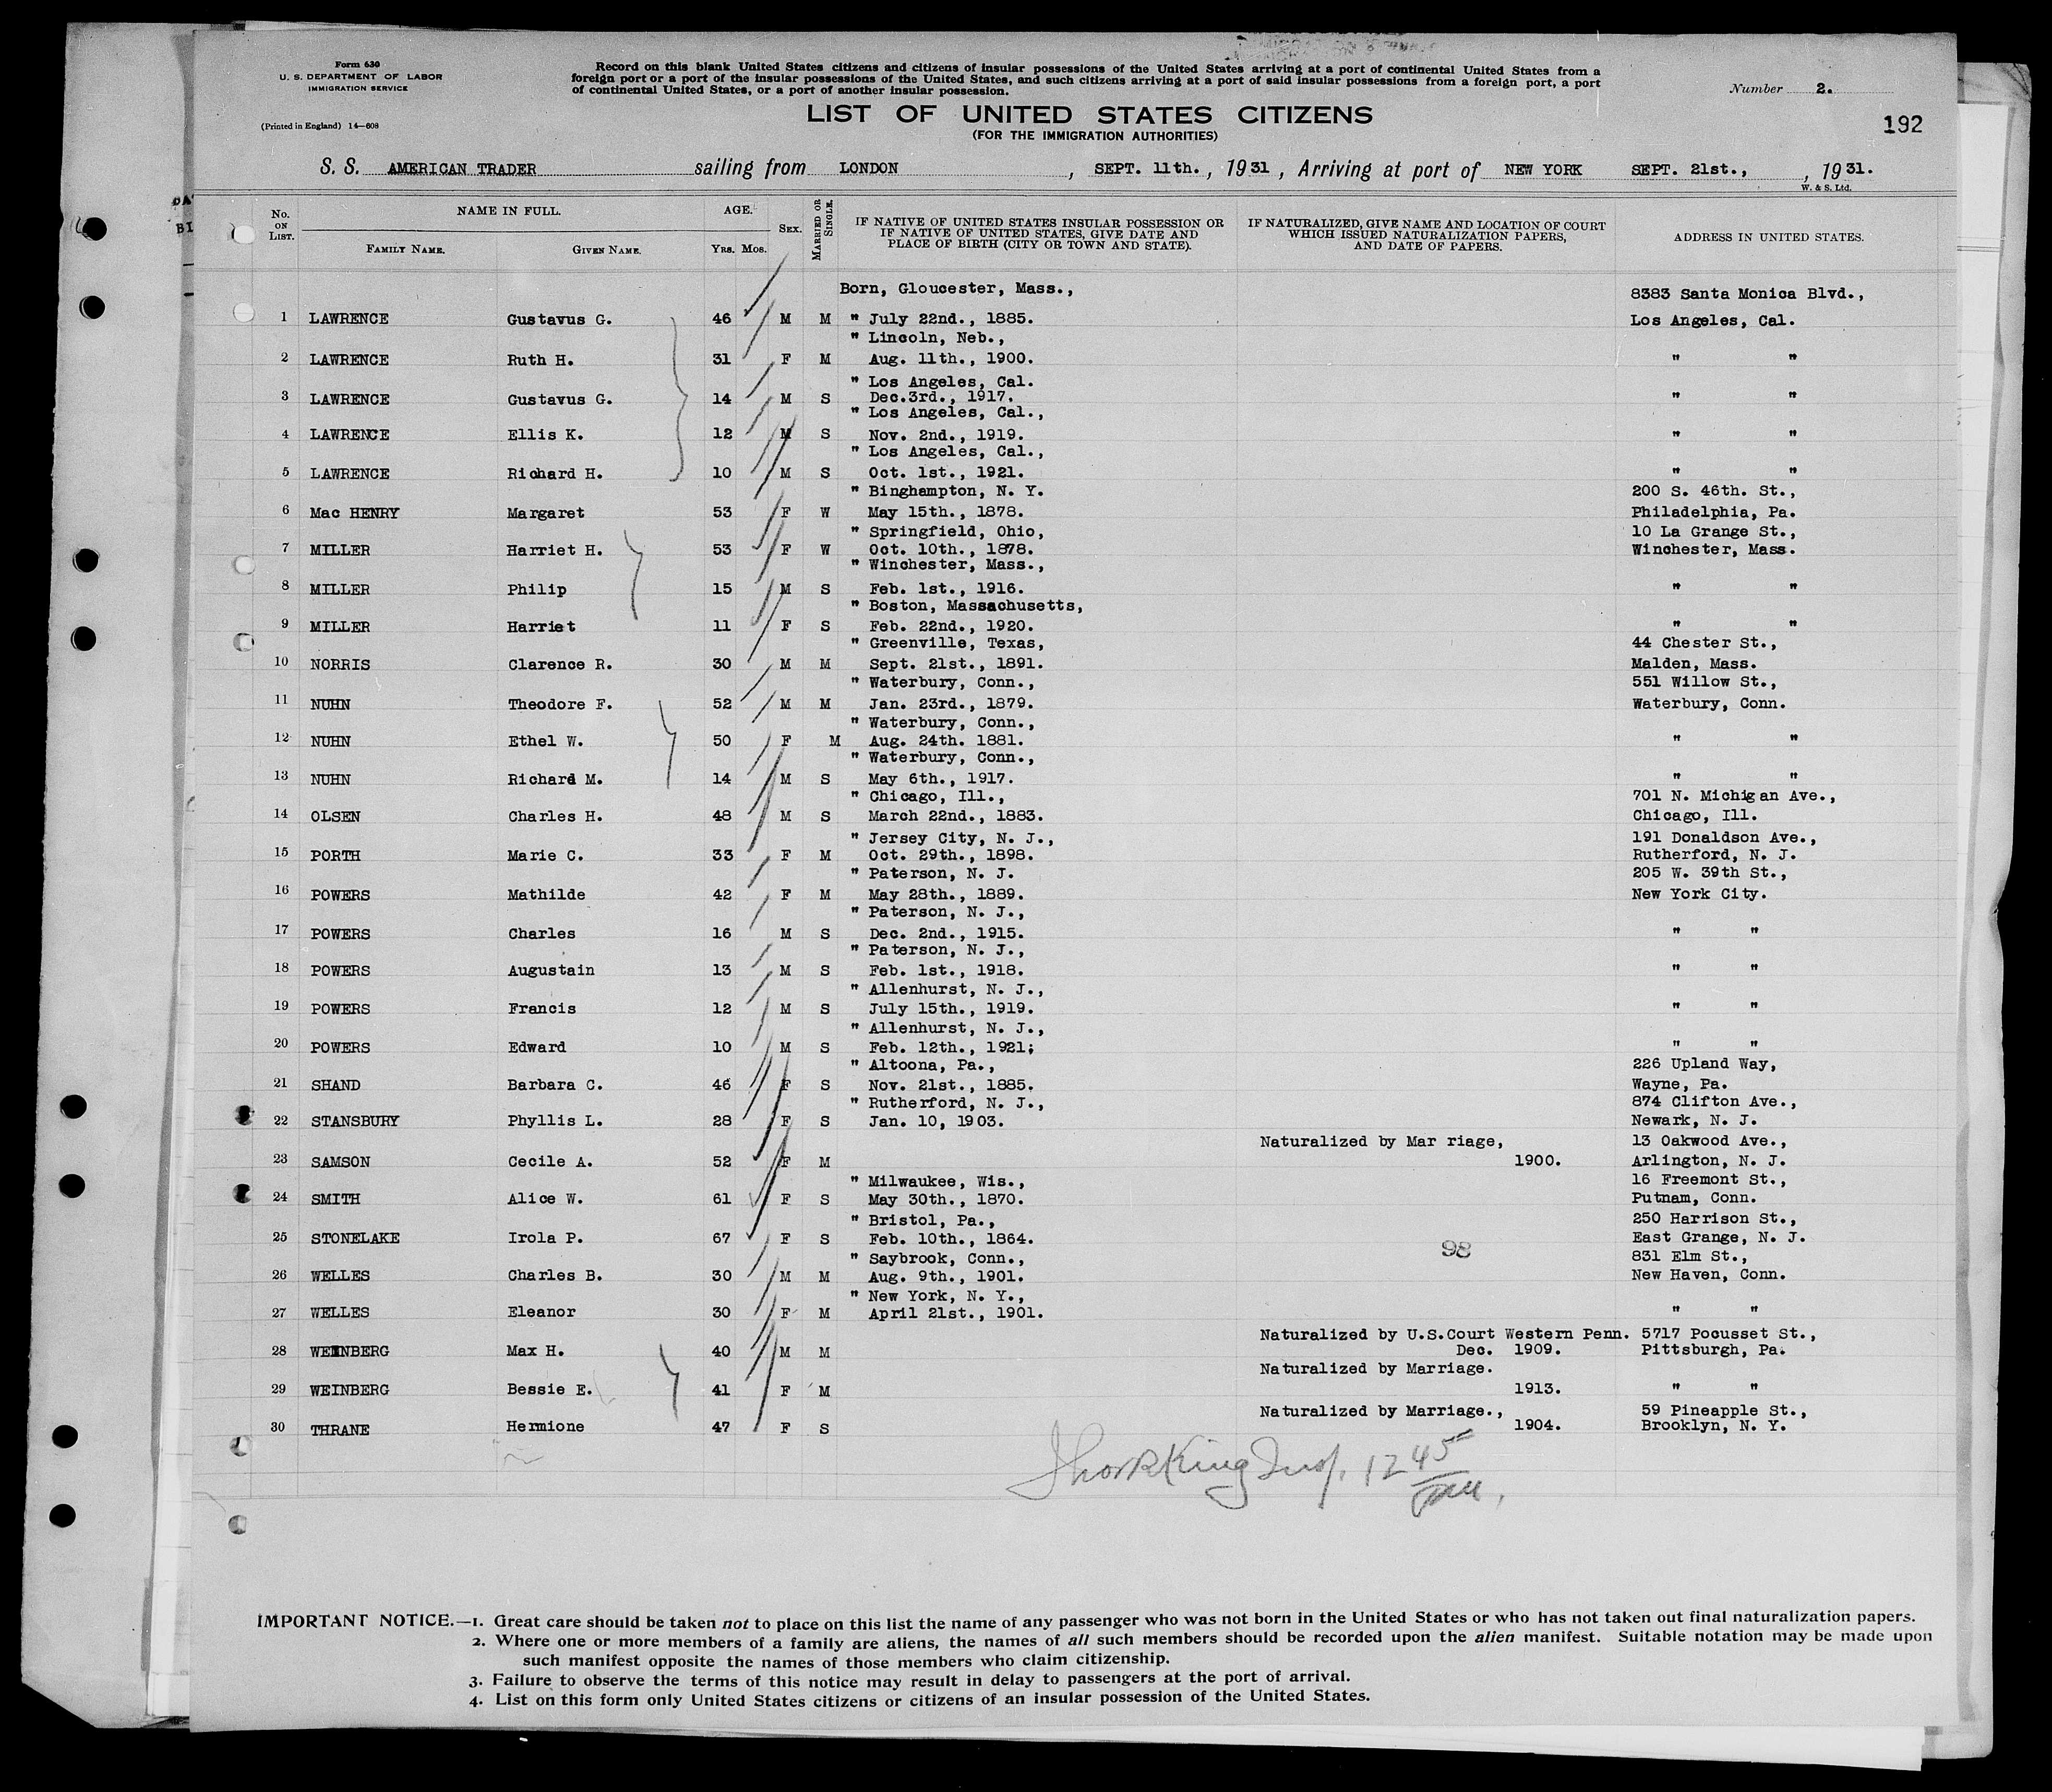 Form 630
U. S. DEPARTMENT OF LABOR
IMMIGRATION SERVICE
(Printed in England) 14—608
Record on this blank United States citizens and citizens of insular possessions of the United States arriving at a port of continental United States from a
foreign port or a port of the insular possessions of the United States, and such citizens arriving at a port of said insular possessions from a foreign port, a port
of continental United States, or a port of another insular possession.
Number 2.
LIST OF UNITED STATES CITIZENS
(FOR THE IMMIGRATION AUTHORITIES)
192
S. S. AMERICAN TRADER sailing from LONDON, SEPT. 11th., 1931, Arriving at port of NEW YORK SEPT. 21st., , 1931.
W. & S. Ltd.
No. ON LIST. NAME IN FULL. FAMILY NAME. GIVEN NAME. AGE. YRS. MOS. SEX. MARRIED OR SINGLE. IF NATIVE OF UNITED STATES INSULAR POSSESSION OR IF NATIVE OF UNITED STATES, GIVE DATE AND PLACE OF BIRTH (CITY OR TOWN AND STATE). IF NATURALIZED, GIVE NAME AND LOCATION OF COURT WHICH ISSUED NATURALIZATION PAPERS, AND DATE OF PAPERS. ADDRESS IN UNITED STATES.
Born, Gloucester, Mass., 8383 Santa Monica Blvd.,
1 LAWRENCE Gustavus G. 46 M M " July 22nd., 1885. Los Angeles, Cal.
" Lincoln, Neb.,
2 LAWRENCE Ruth H. 31 F M Aug. 11th., 1900. " "
" Los Angeles, Cal.
3 LAWRENCE Gustavus G. 14 M S Dec.3rd., 1917. " "
" Los Angeles, Cal.,
4 LAWRENCE Ellis K. 12 M S Nov. 2nd., 1919. " "
" Los Angeles, Cal.,
5 LAWRENCE Richard H. 10 M S Oct. 1st., 1921. " "
" Binghampton, N. Y. 200 S. 46th. St.,
6 Mac HENRY Margaret 53 F W May 15th., 1878. Philadelphia, Pa.
" Springfield, Ohio, 10 La Grange St.,
7 MILLER Harriet H. 53 F W Oct. 10th., 1878. Winchester, Mass.
" Winchester, Mass.,
8 MILLER Philip 15 M S Feb. 1st., 1916. " "
" Boston, Massachusetts,
9 MILLER Harriet 11 F S Feb. 22nd., 1920. " "
" Greenville, Texas, 44 Chester St.,
10 NORRIS Clarence R. 30 M M Sept. 21st., 1891. Malden, Mass.
" Waterbury, Conn., 551 Willow St.,
11 NUHN Theodore F. 52 M M Jan. 23rd., 1879. Waterbury, Conn.
" Waterbury, Conn.,
12 NUHN Ethel W. 50 F M Aug. 24th. 1881. " "
" Waterbury, Conn.,
13 NUHN Richard M. 14 M S May 6th., 1917. " "
" Chicago, Ill., 701 N. Michigan Ave.,
14 OLSEN Charles H. 48 M S March 22nd., 1883. Chicago, Ill.
" Jersey City, N. J., 191 Donaldson Ave.,
15 PORTH Marie C. 33 F M Oct. 29th., 1898. Rutherford, N. J.
" Paterson, N. J. 205 W. 39th St.,
16 POWERS Mathilde 42 F M May 28th., 1889. New York City.
" Paterson, N. J.,
17 POWERS Charles 16 M S Dec. 2nd., 1915. " "
" Paterson, N. J.,
18 POWERS Augustain 13 M S Feb. 1st., 1918. " "
" Allenhurst, N. J.,
19 POWERS Francis 12 M S July 15th., 1919. " "
" Allenhurst, N. J.,
20 POWERS Edward 10 M S Feb. 12th., 1921; " "
" Altoona, Pa., 226 Upland Way,
21 SHAND Barbara C. 46 F S Nov. 21st., 1885. Wayne, Pa.
" Rutherford, N. J., 874 Clifton Ave.,
22 STANSBURY Phyllis L. 28 F S Jan. 10, 1903. Newark, N. J.
Naturalized by Mar riage, 13 Oakwood Ave.,
23 SAMSON Cecile A. 52 F M 1900. Arlington, N. J.
" Milwaukee, Wis., 16 Freemont St.,
24 SMITH Alice W. 61 F S May 30th., 1870. Putnam, Conn.
" Bristol, Pa., 250 Harrison St.,
25 STONELAKE Irola P. 67 F S Feb. 10th., 1864. East Grange, N. J.
98
" Saybrook, Conn., 831 Elm St.,
26 WELLES Charles B. 30 M M Aug. 9th., 1901. New Haven, Conn.
" New York, N. Y.,
27 WELLES Eleanor 30 F M April 21st., 1901. " "
Naturalized by U.S.Court Western Penn. 5717 Pocusset St.,
28 WEINBERG Max H. 40 M M Dec. 1909. Pittsburgh, Pa.
Naturalized by Marriage.
29 WEINBERG Bessie E. 41 F M 1913. " "
Naturalized by Marriage., 59 Pineapple St.,
30 THRANE Hermione 47 F S 1904. Brooklyn, N. Y.
King Insp. 12 45
IMPORTANT NOTICE.—1. Great care should be taken not to place on this list the name of any passenger who was not born in the United States or who has not taken out final naturalization papers.
2. Where one or more members of a family are aliens, the names of all such members should be recorded upon the alien manifest. Suitable notation may be made upon
such manifest opposite the names of those members who claim citizenship.
3. Failure to observe the terms of this notice may result in delay to passengers at the port of arrival.
4. List on this form only United States citizens or citizens of an insular possession of the United States.